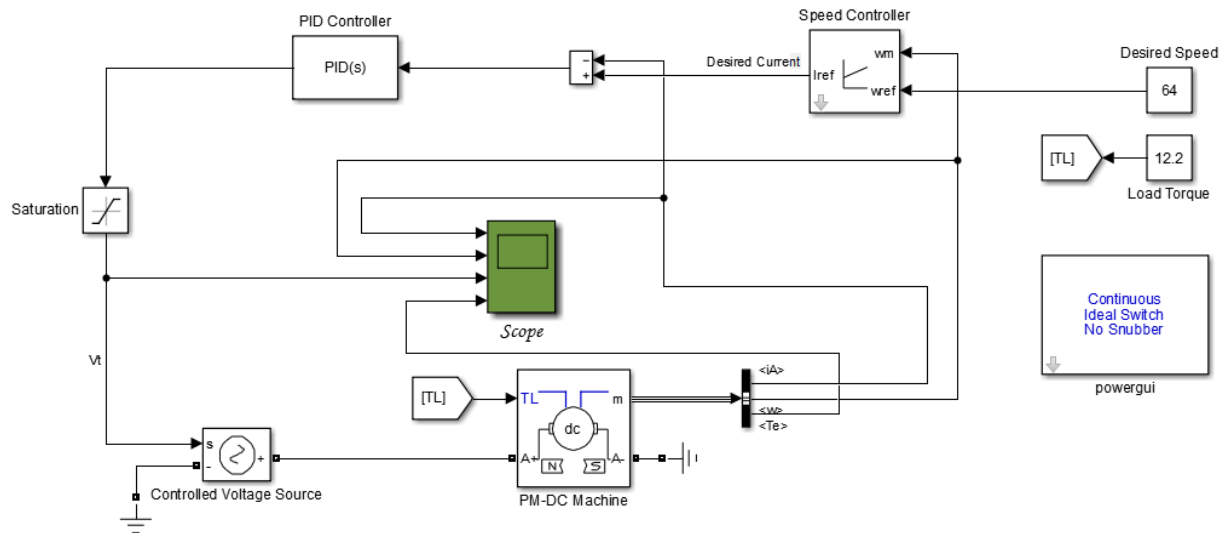 PID Controller
PID(s)
−
+
Desired Current
Speed Controller
wm
Iref
wref
Desired Speed
64
[TL]
12.2
Load Torque
Saturation
Scope
Continuous
Ideal Switch
No Snubber
powergui
Vt
[TL]
TL
m
dc
A+
N
S
A-
PM-DC Machine
<iA>
<w>
<Te>
s
-
+
Controlled Voltage Source